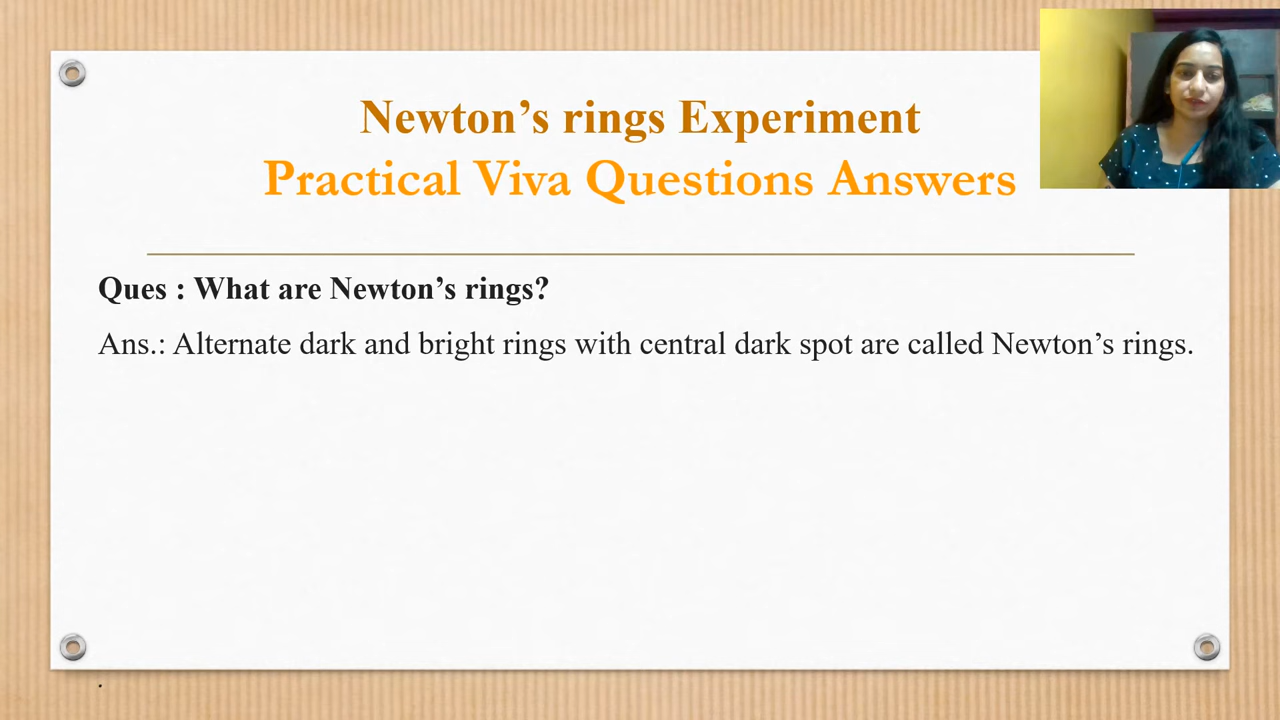 Newton’s rings Experiment
Practical Viva Questions Answers
Ques : What are Newton’s rings?
Ans.: Alternate dark and bright rings with central dark spot are called Newton’s rings.
.